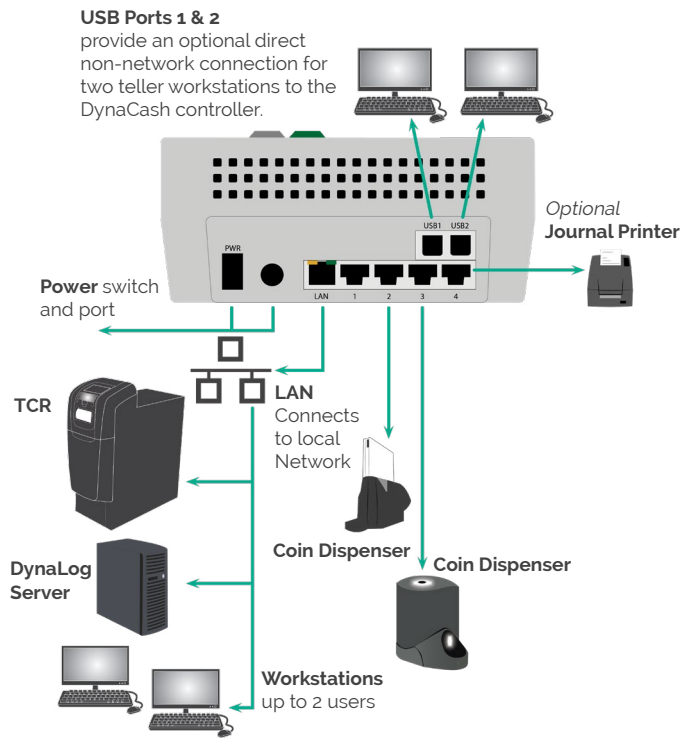 USB Ports 1 & 2
provide an optional direct
non-network connection for
two teller workstations to the
DynaCash controller.
Optional
Journal Printer
USB1 USB2
PWR
LAN 1 2 3 4
Power switch
and port
TCR
LAN
Connects
to local
Network
Coin Dispenser
Coin Dispenser
DynaLog
Server
Workstations
up to 2 users